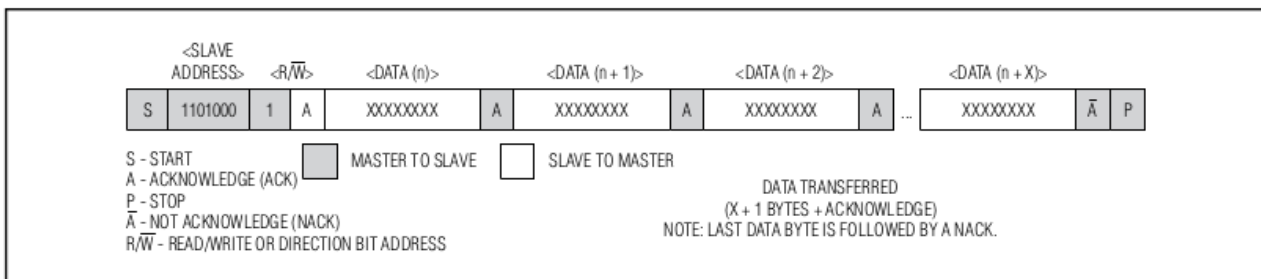 <SLAVE
ADDRESS> <R/W̅> <DATA (n)> <DATA (n + 1)> <DATA (n + 2)> <DATA (n + X)>
S 1101000 1 A XXXXXXXX A XXXXXXXX A XXXXXXXX A ... XXXXXXXX A̅ P
S - START MASTER TO SLAVE SLAVE TO MASTER
A - ACKNOWLEDGE (ACK)
P - STOP
A̅ - NOT ACKNOWLEDGE (NACK)
R/W̅ - READ/WRITE OR DIRECTION BIT ADDRESS
DATA TRANSFERRED
(X + 1 BYTES + ACKNOWLEDGE)
NOTE: LAST DATA BYTE IS FOLLOWED BY A NACK.